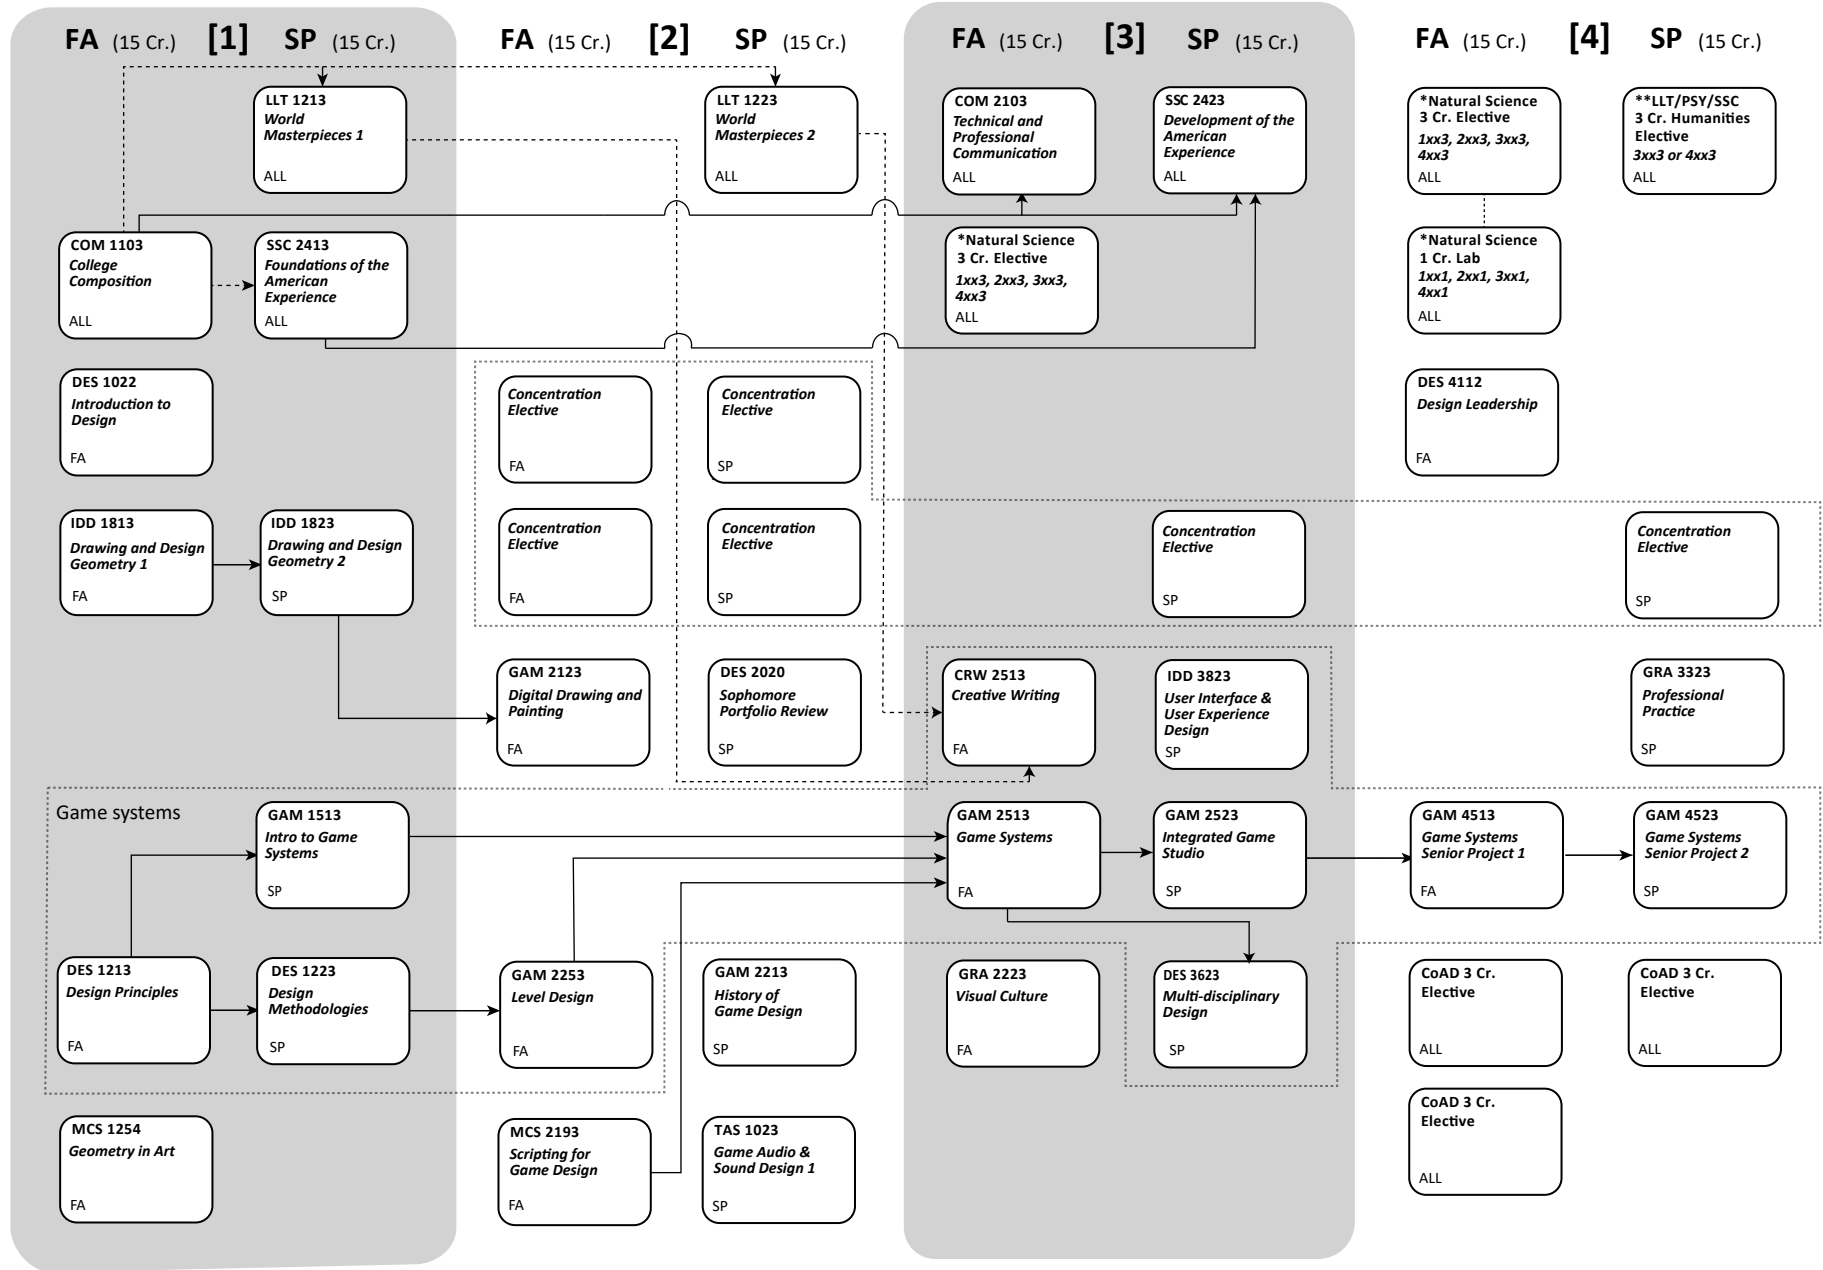 FA (15 Cr.) [1] SP (15 Cr.) FA (15 Cr.) [2] SP (15 Cr.) FA (15 Cr.) [3] SP (15 Cr.) FA (15 Cr.) [4] SP (15 Cr.)
LLT 1213
World
Masterpieces 1
ALL
LLT 1223
World
Masterpieces 2
ALL
COM 2103
Technical and
Professional
Communication
ALL
SSC 2423
Development of the
American
Experience
ALL
*Natural Science
3 Cr. Elective
1xx3, 2xx3, 3xx3,
4xx3
ALL
**LLT/PSY/SSC
3 Cr. Humanities
Elective
3xx3 or 4xx3
ALL
COM 1103
College
Composition
ALL
SSC 2413
Foundations of the
American
Experience
ALL
*Natural Science
3 Cr. Elective
1xx3, 2xx3, 3xx3,
4xx3
ALL
*Natural Science
1 Cr. Lab
1xx1, 2xx1, 3xx1,
4xx1
ALL
DES 1022
Introduction to
Design
FA
Concentration
Elective
FA
Concentration
Elective
SP
DES 4112
Design Leadership
FA
IDD 1813
Drawing and Design
Geometry 1
FA
IDD 1823
Drawing and Design
Geometry 2
SP
Concentration
Elective
FA
Concentration
Elective
SP
Concentration
Elective
SP
Concentration
Elective
SP
GAM 2123
Digital Drawing and
Painting
FA
DES 2020
Sophomore
Portfolio Review
SP
CRW 2513
Creative Writing
FA
IDD 3823
User Interface &
User Experience
Design
SP
GRA 3323
Professional
Practice
SP
Game systems
GAM 1513
Intro to Game
Systems
SP
GAM 2513
Game Systems
FA
GAM 2523
Integrated Game
Studio
SP
GAM 4513
Game Systems
Senior Project 1
FA
GAM 4523
Game Systems
Senior Project 2
SP
DES 1213
Design Principles
FA
DES 1223
Design
Methodologies
SP
GAM 2253
Level Design
FA
GAM 2213
History of
Game Design
SP
GRA 2223
Visual Culture
FA
DES 3623
Multi-disciplinary
Design
SP
CoAD 3 Cr.
Elective
ALL
CoAD 3 Cr.
Elective
ALL
MCS 1254
Geometry in Art
FA
MCS 2193
Scripting for
Game Design
FA
TAS 1023
Game Audio &
Sound Design 1
SP
CoAD 3 Cr.
Elective
ALL